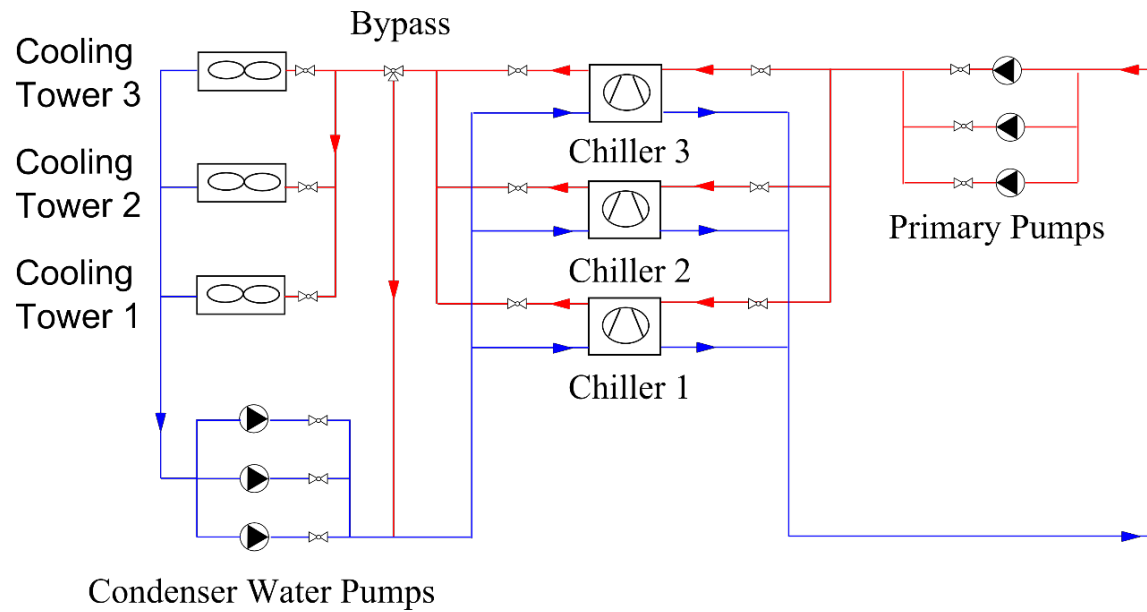 Bypass
Cooling
Tower 3
Chiller 3
Cooling
Tower 2
Primary Pumps
Chiller 2
Cooling
Tower 1
Chiller 1
Condenser Water Pumps